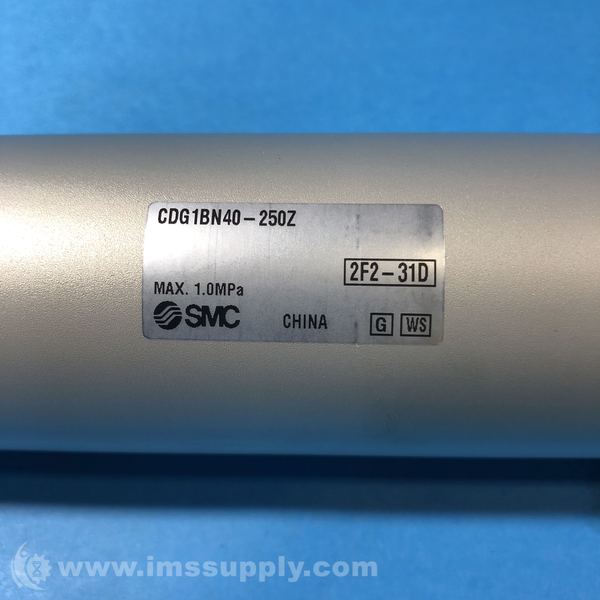 CDG1BN40-250Z
2F2-31D
MAX. 1.0MPa
SMC CHINA G WS
www.imssupply.com